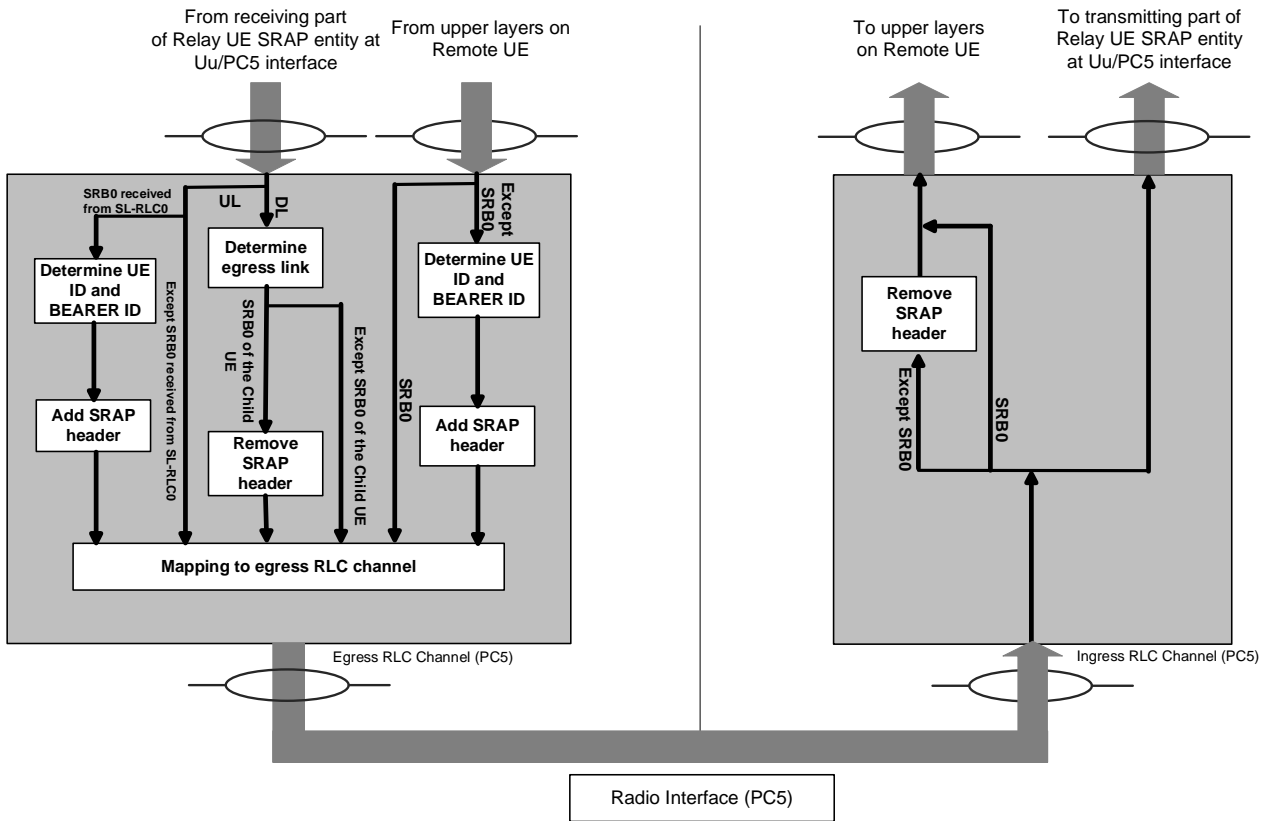 From receiving part
of Relay UE SRAP entity at
Uu/PC5 interface
From upper layers on
Remote UE
To upper layers
on Remote UE
To transmitting part of
Relay UE SRAP entity
at Uu/PC5 interface
SRB0 received
from SL-RLC0
UL
DL
Except
SRB0
Determine
egress link
Determine UE
ID and
BEARER ID
Determine UE
ID and
BEARER ID
Except SRB0 received from SL-RLC0
SRB0 of the Child
UE
Except SRB0 of the Child UE
SRB0
Add SRAP
header
Remove
SRAP
header
Add SRAP
header
Mapping to egress RLC channel
Remove
SRAP
header
Except SRB0
SRB0
Egress RLC Channel (PC5)
Ingress RLC Channel (PC5)
Radio Interface (PC5)